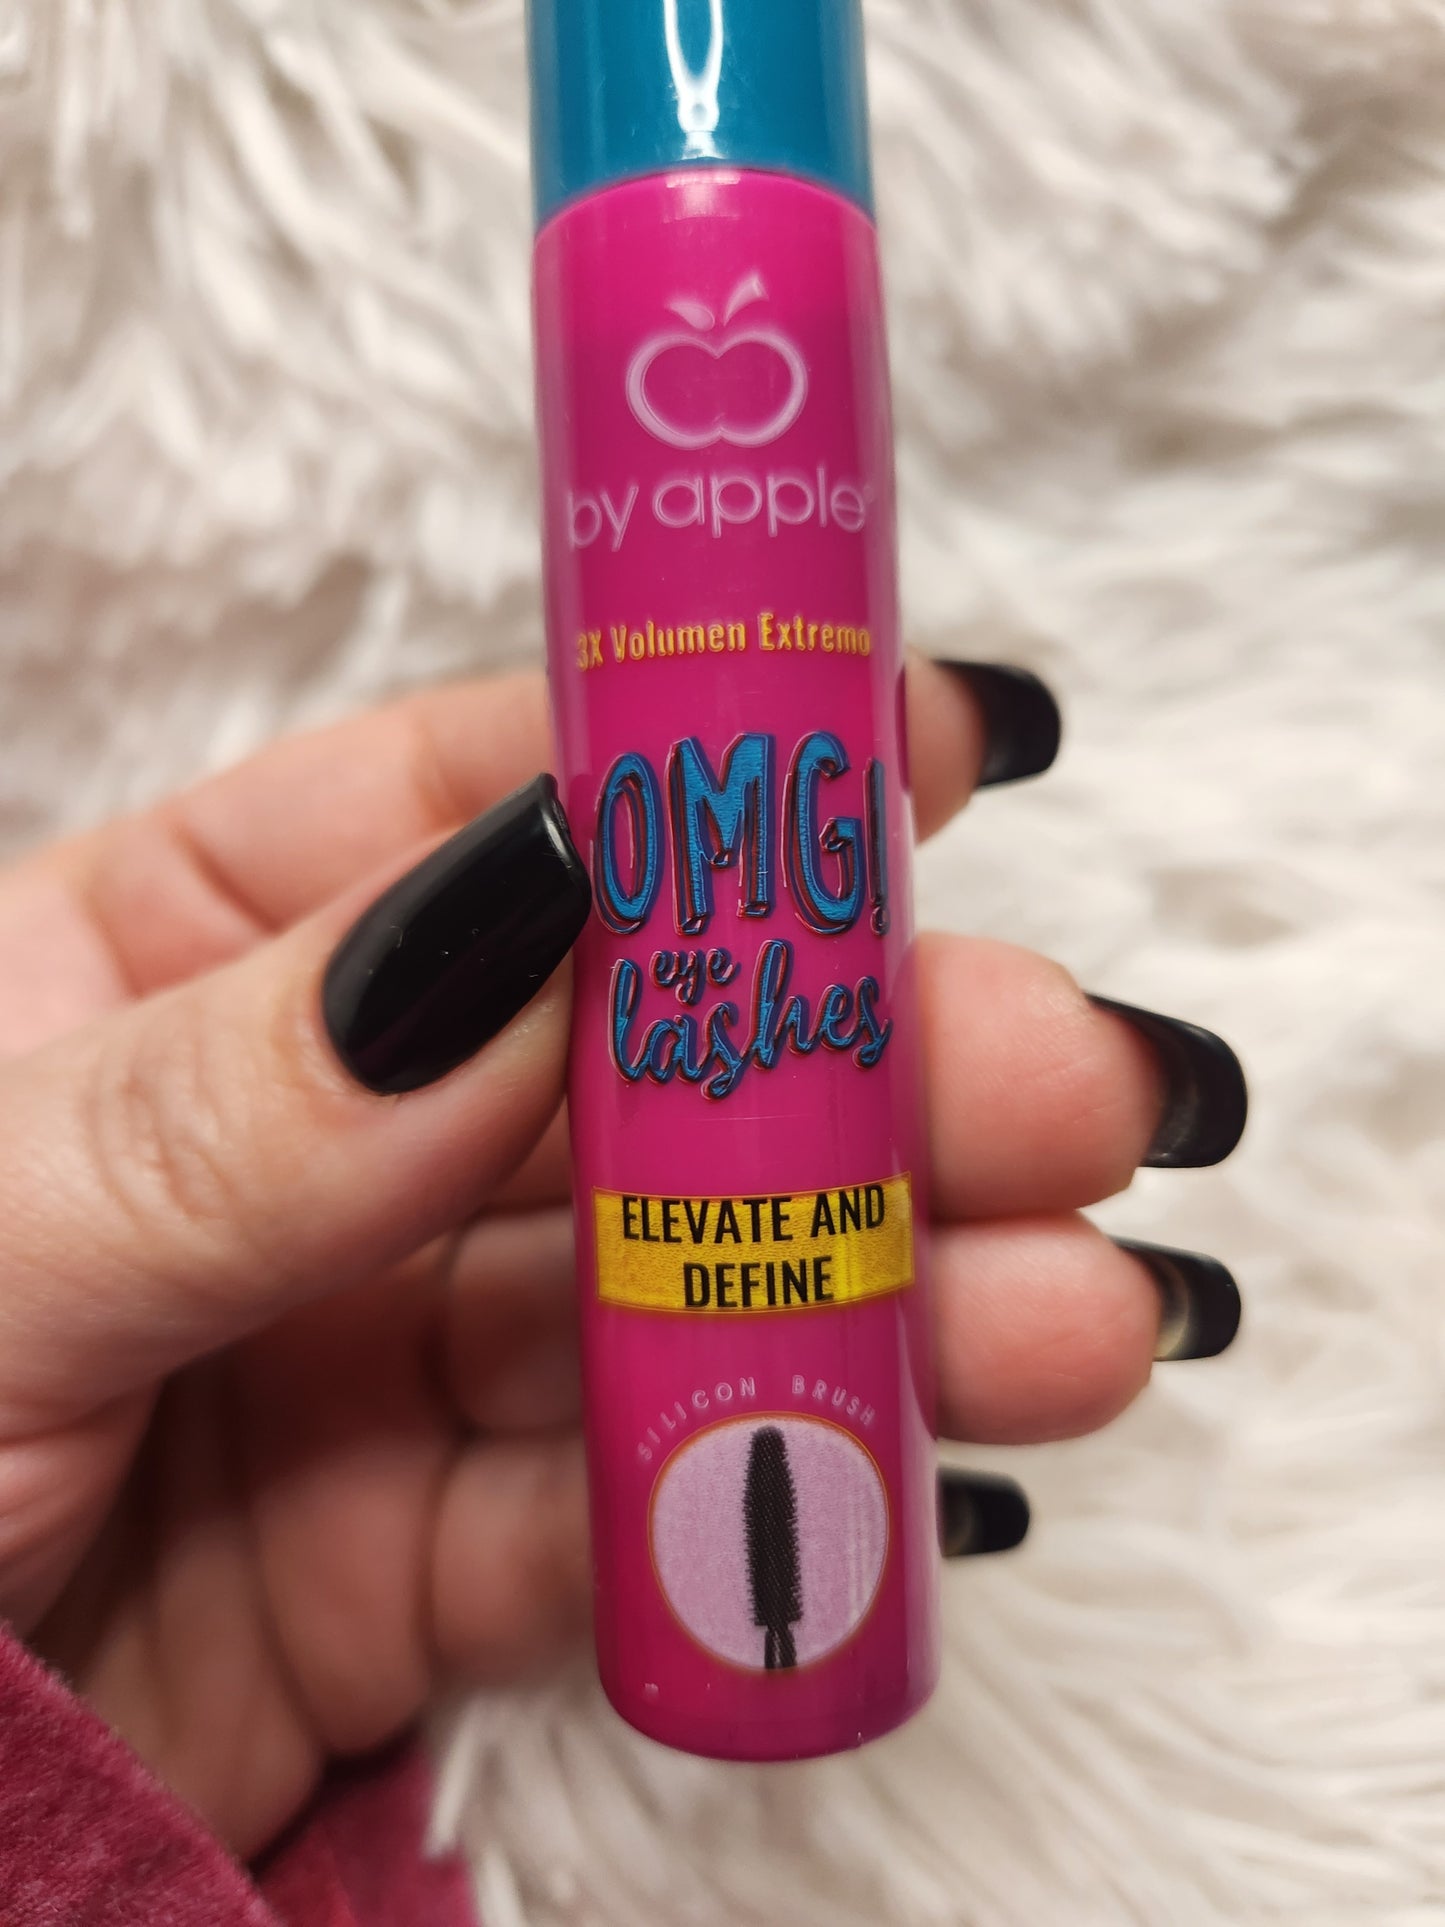 by apple
3X Volumen Extremo
OMG!
eye
lashes
ELEVATE AND
DEFINE
SILICON BRUSH